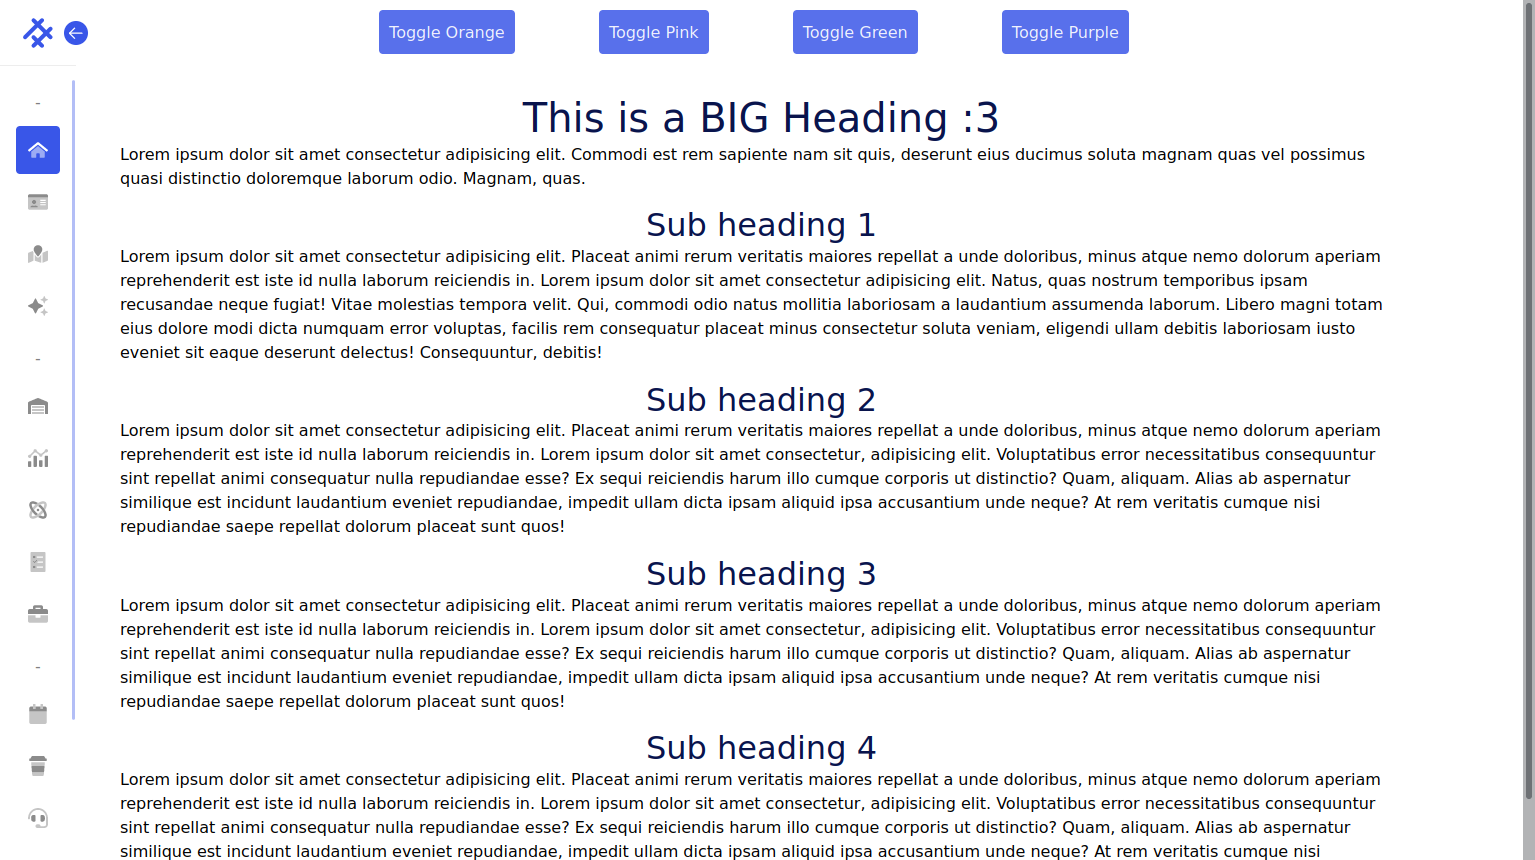 Toggle Orange Toggle Pink Toggle Green Toggle Purple
-
This is a BIG Heading :3
Lorem ipsum dolor sit amet consectetur adipisicing elit. Commodi est rem sapiente nam sit quis, deserunt eius ducimus soluta magnam quas vel possimus
quasi distinctio doloremque laborum odio. Magnam, quas.
Sub heading 1
Lorem ipsum dolor sit amet consectetur adipisicing elit. Placeat animi rerum veritatis maiores repellat a unde doloribus, minus atque nemo dolorum aperiam
reprehenderit est iste id nulla laborum reiciendis in. Lorem ipsum dolor sit amet consectetur adipisicing elit. Natus, quas nostrum temporibus ipsam
recusandae neque fugiat! Vitae molestias tempora velit. Qui, commodi odio natus mollitia laboriosam a laudantium assumenda laborum. Libero magni totam
eius dolore modi dicta numquam error voluptas, facilis rem consequatur placeat minus consectetur soluta veniam, eligendi ullam debitis laboriosam iusto
eveniet sit eaque deserunt delectus! Consequuntur, debitis!
-
Sub heading 2
Lorem ipsum dolor sit amet consectetur adipisicing elit. Placeat animi rerum veritatis maiores repellat a unde doloribus, minus atque nemo dolorum aperiam
reprehenderit est iste id nulla laborum reiciendis in. Lorem ipsum dolor sit amet consectetur, adipisicing elit. Voluptatibus error necessitatibus consequuntur
sint repellat animi consequatur nulla repudiandae esse? Ex sequi reiciendis harum illo cumque corporis ut distinctio? Quam, aliquam. Alias ab aspernatur
similique est incidunt laudantium eveniet repudiandae, impedit ullam dicta ipsam aliquid ipsa accusantium unde neque? At rem veritatis cumque nisi
repudiandae saepe repellat dolorum placeat sunt quos!
Sub heading 3
Lorem ipsum dolor sit amet consectetur adipisicing elit. Placeat animi rerum veritatis maiores repellat a unde doloribus, minus atque nemo dolorum aperiam
reprehenderit est iste id nulla laborum reiciendis in. Lorem ipsum dolor sit amet consectetur, adipisicing elit. Voluptatibus error necessitatibus consequuntur
sint repellat animi consequatur nulla repudiandae esse? Ex sequi reiciendis harum illo cumque corporis ut distinctio? Quam, aliquam. Alias ab aspernatur
similique est incidunt laudantium eveniet repudiandae, impedit ullam dicta ipsam aliquid ipsa accusantium unde neque? At rem veritatis cumque nisi
-
repudiandae saepe repellat dolorum placeat sunt quos!
Sub heading 4
Lorem ipsum dolor sit amet consectetur adipisicing elit. Placeat animi rerum veritatis maiores repellat a unde doloribus, minus atque nemo dolorum aperiam
reprehenderit est iste id nulla laborum reiciendis in. Lorem ipsum dolor sit amet consectetur, adipisicing elit. Voluptatibus error necessitatibus consequuntur
sint repellat animi consequatur nulla repudiandae esse? Ex sequi reiciendis harum illo cumque corporis ut distinctio? Quam, aliquam. Alias ab aspernatur
similique est incidunt laudantium eveniet repudiandae, impedit ullam dicta ipsam aliquid ipsa accusantium unde neque? At rem veritatis cumque nisi